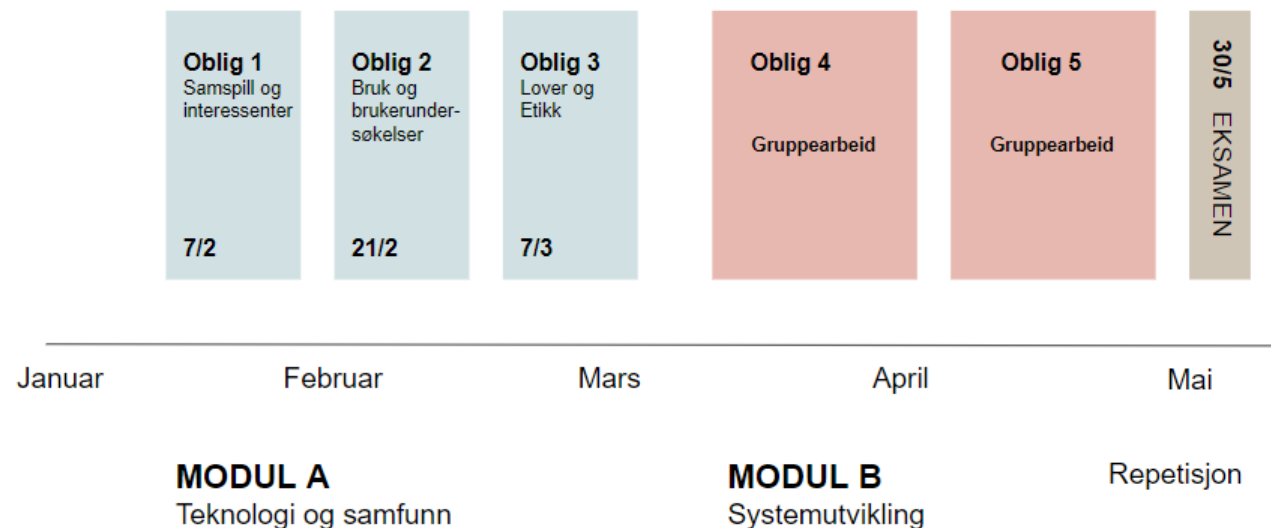 Oblig 1
Samspill og
interessenter
7/2
Oblig 2
Bruk og
brukerunder-
søkelser
21/2
Oblig 3
Lover og
Etikk
7/3
Oblig 4
Gruppearbeid
Oblig 5
Gruppearbeid
30/5 EKSAMEN
Januar
Februar
Mars
April
Mai
MODUL A
Teknologi og samfunn
MODUL B
Systemutvikling
Repetisjon